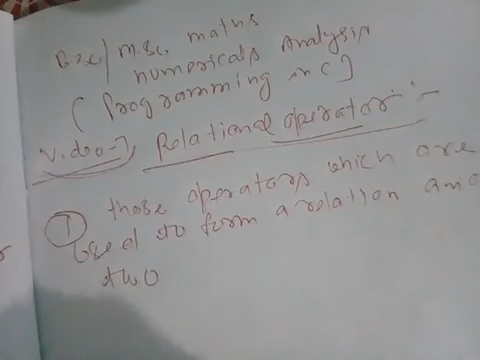 B.Sc/M.Sc. maths
numericals Analysis
(Programming in C)
Video-7, Relational operator:-
① those operators which are
used to form a relation amo
two